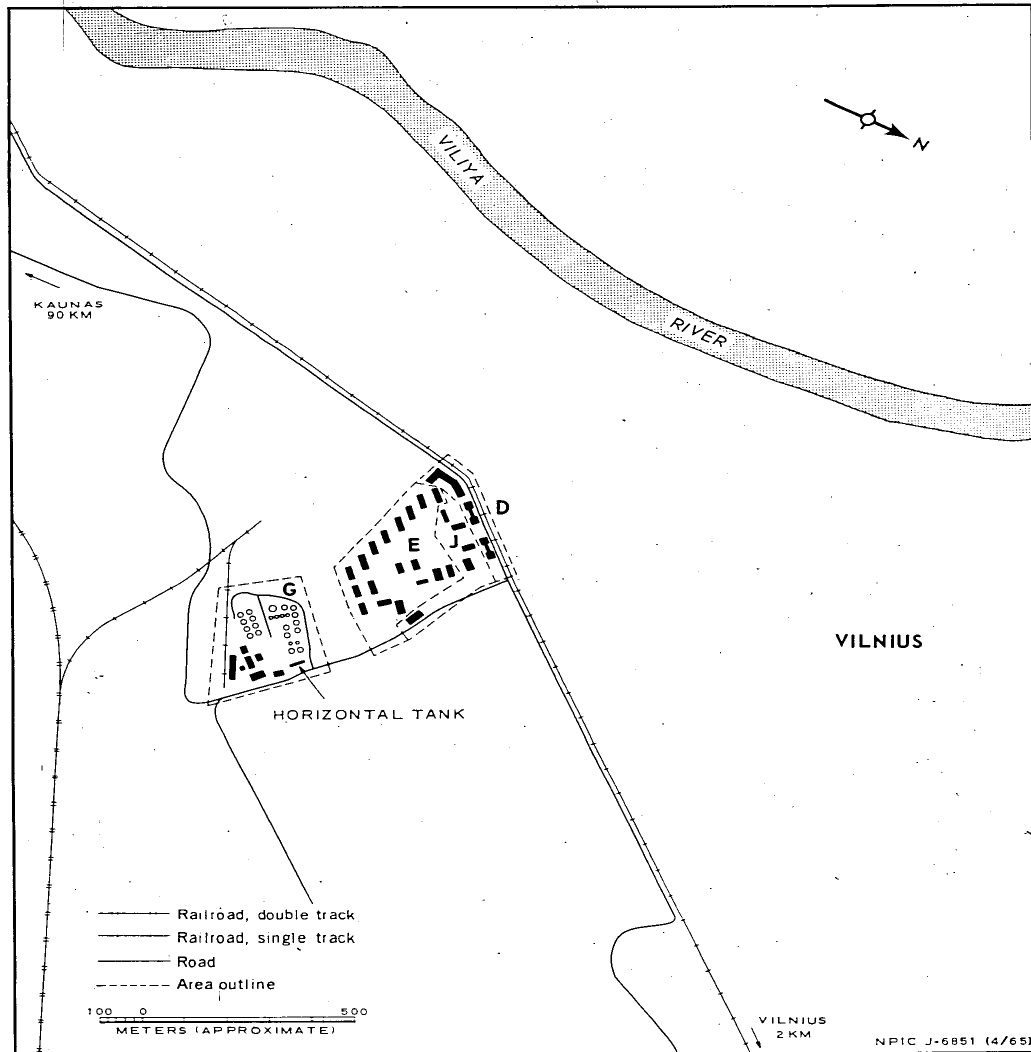 N
VILIYA
RIVER
KAUNAS
90 KM
D
E
J
G
VILNIUS
HORIZONTAL TANK
Railroad, double track
Railroad, single track
Road
Area outline
100 0 500
METERS (APPROXIMATE)
VILNIUS
2 KM
NPIC J-6851 (4/65)